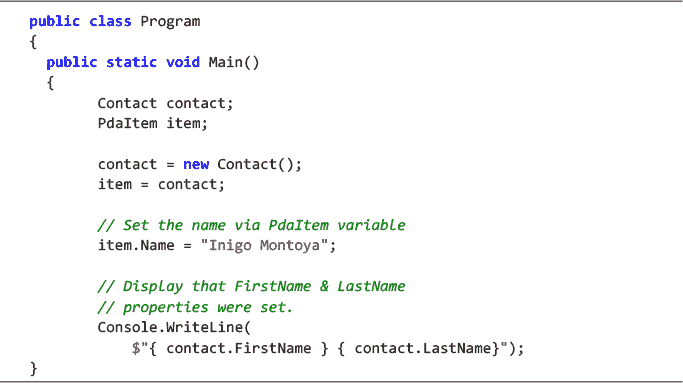 public class Program
{
  public static void Main()
  {
        Contact contact;
        PdaItem item;

        contact = new Contact();
        item = contact;

        // Set the name via PdaItem variable
        item.Name = "Inigo Montoya";

        // Display that FirstName & LastName
        // properties were set.
        Console.WriteLine(
            $"{ contact.FirstName } { contact.LastName}");
}